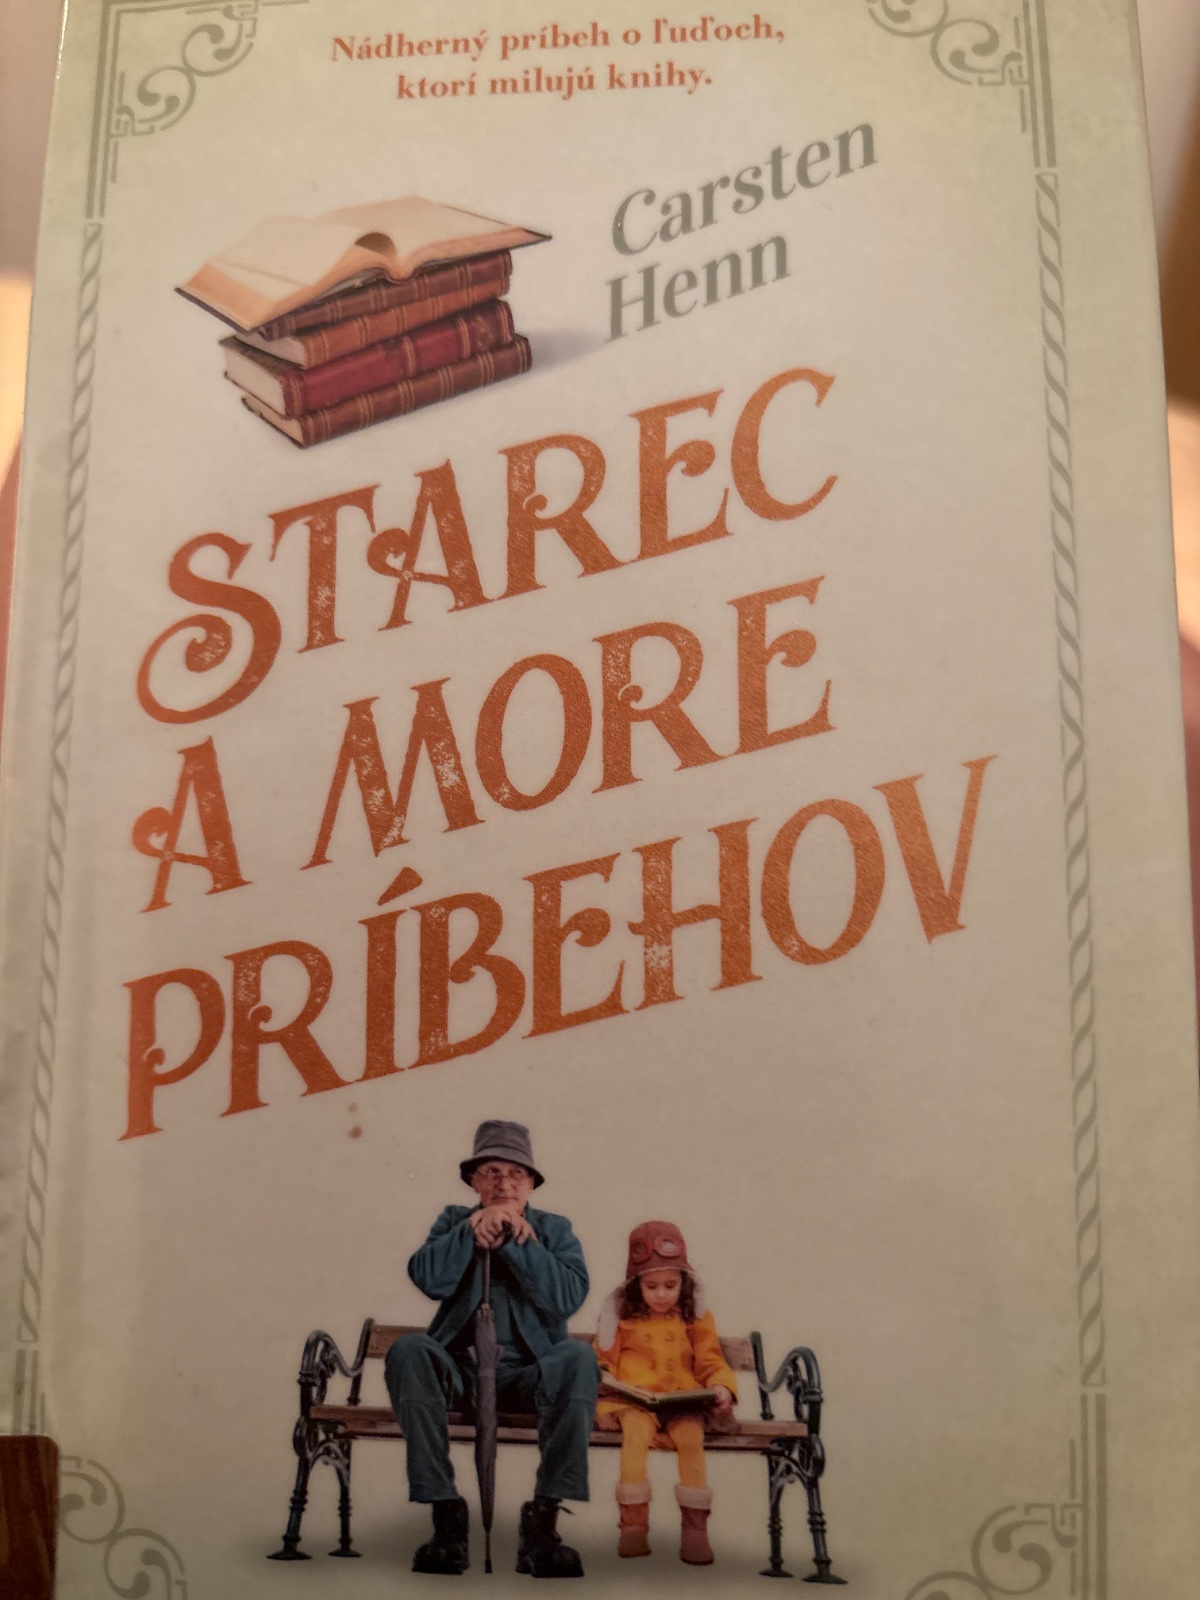 Nádherný príbeh o ľuďoch,
ktorí milujú knihy.
Carsten
Henn
STAREC
A MORE
PRÍBEHOV